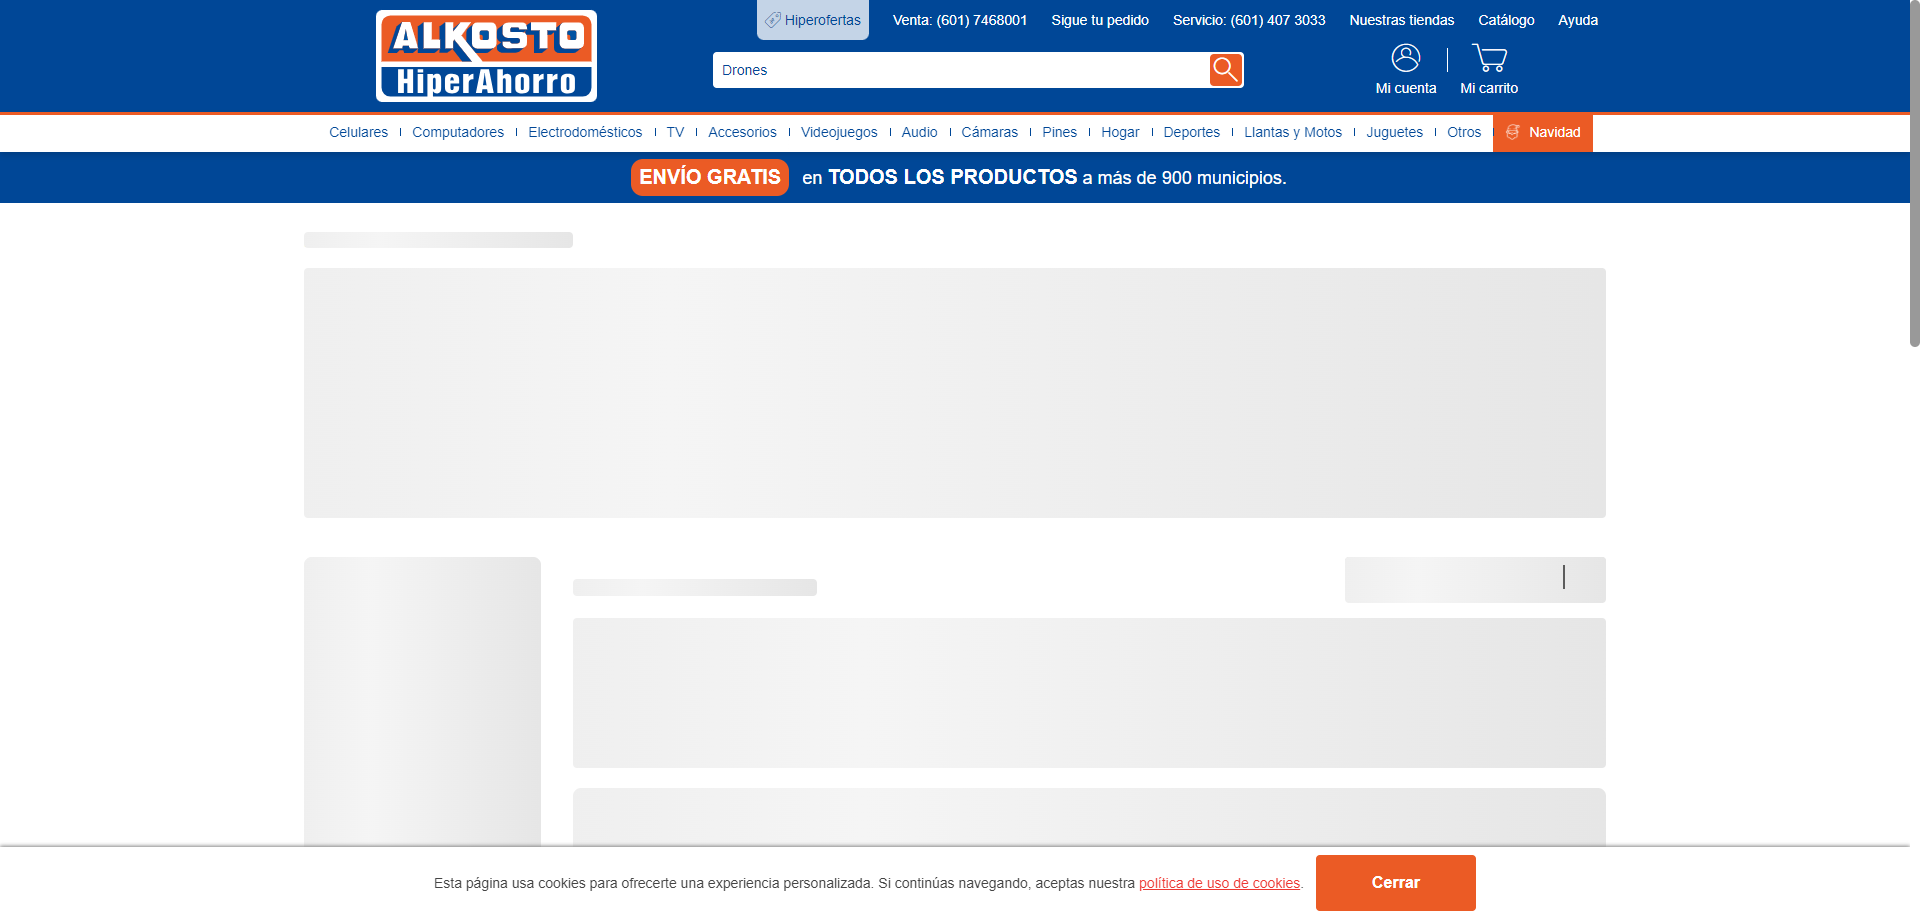 ALKOSTO
HiperAhorro
Hiperofertas
Venta: (601) 7468001
Sigue tu pedido
Servicio: (601) 407 3033
Nuestras tiendas
Catálogo
Ayuda
Drones
Mi cuenta
Mi carrito
Celulares
Computadores
Electrodomésticos
TV
Accesorios
Videojuegos
Audio
Cámaras
Pines
Hogar
Deportes
Llantas y Motos
Juguetes
Otros
Navidad
ENVÍO GRATIS en TODOS LOS PRODUCTOS a más de 900 municipios.
Esta página usa cookies para ofrecerte una experiencia personalizada. Si continúas navegando, aceptas nuestra política de uso de cookies.
Cerrar